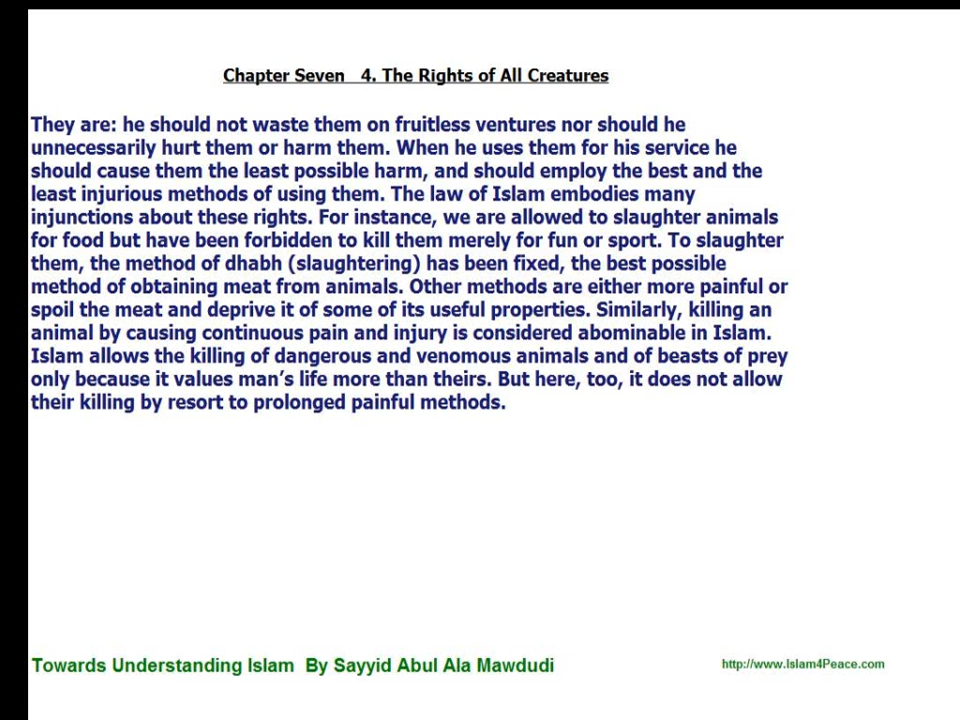 Chapter Seven   4. The Rights of All Creatures
They are: he should not waste them on fruitless ventures nor should he
unnecessarily hurt them or harm them. When he uses them for his service he
should cause them the least possible harm, and should employ the best and the
least injurious methods of using them. The law of Islam embodies many
injunctions about these rights. For instance, we are allowed to slaughter animals
for food but have been forbidden to kill them merely for fun or sport. To slaughter
them, the method of dhabh (slaughtering) has been fixed, the best possible
method of obtaining meat from animals. Other methods are either more painful or
spoil the meat and deprive it of some of its useful properties. Similarly, killing an
animal by causing continuous pain and injury is considered abominable in Islam.
Islam allows the killing of dangerous and venomous animals and of beasts of prey
only because it values man’s life more than theirs. But here, too, it does not allow
their killing by resort to prolonged painful methods.
Towards Understanding Islam  By Sayyid Abul Ala Mawdudi
http://www.Islam4Peace.com